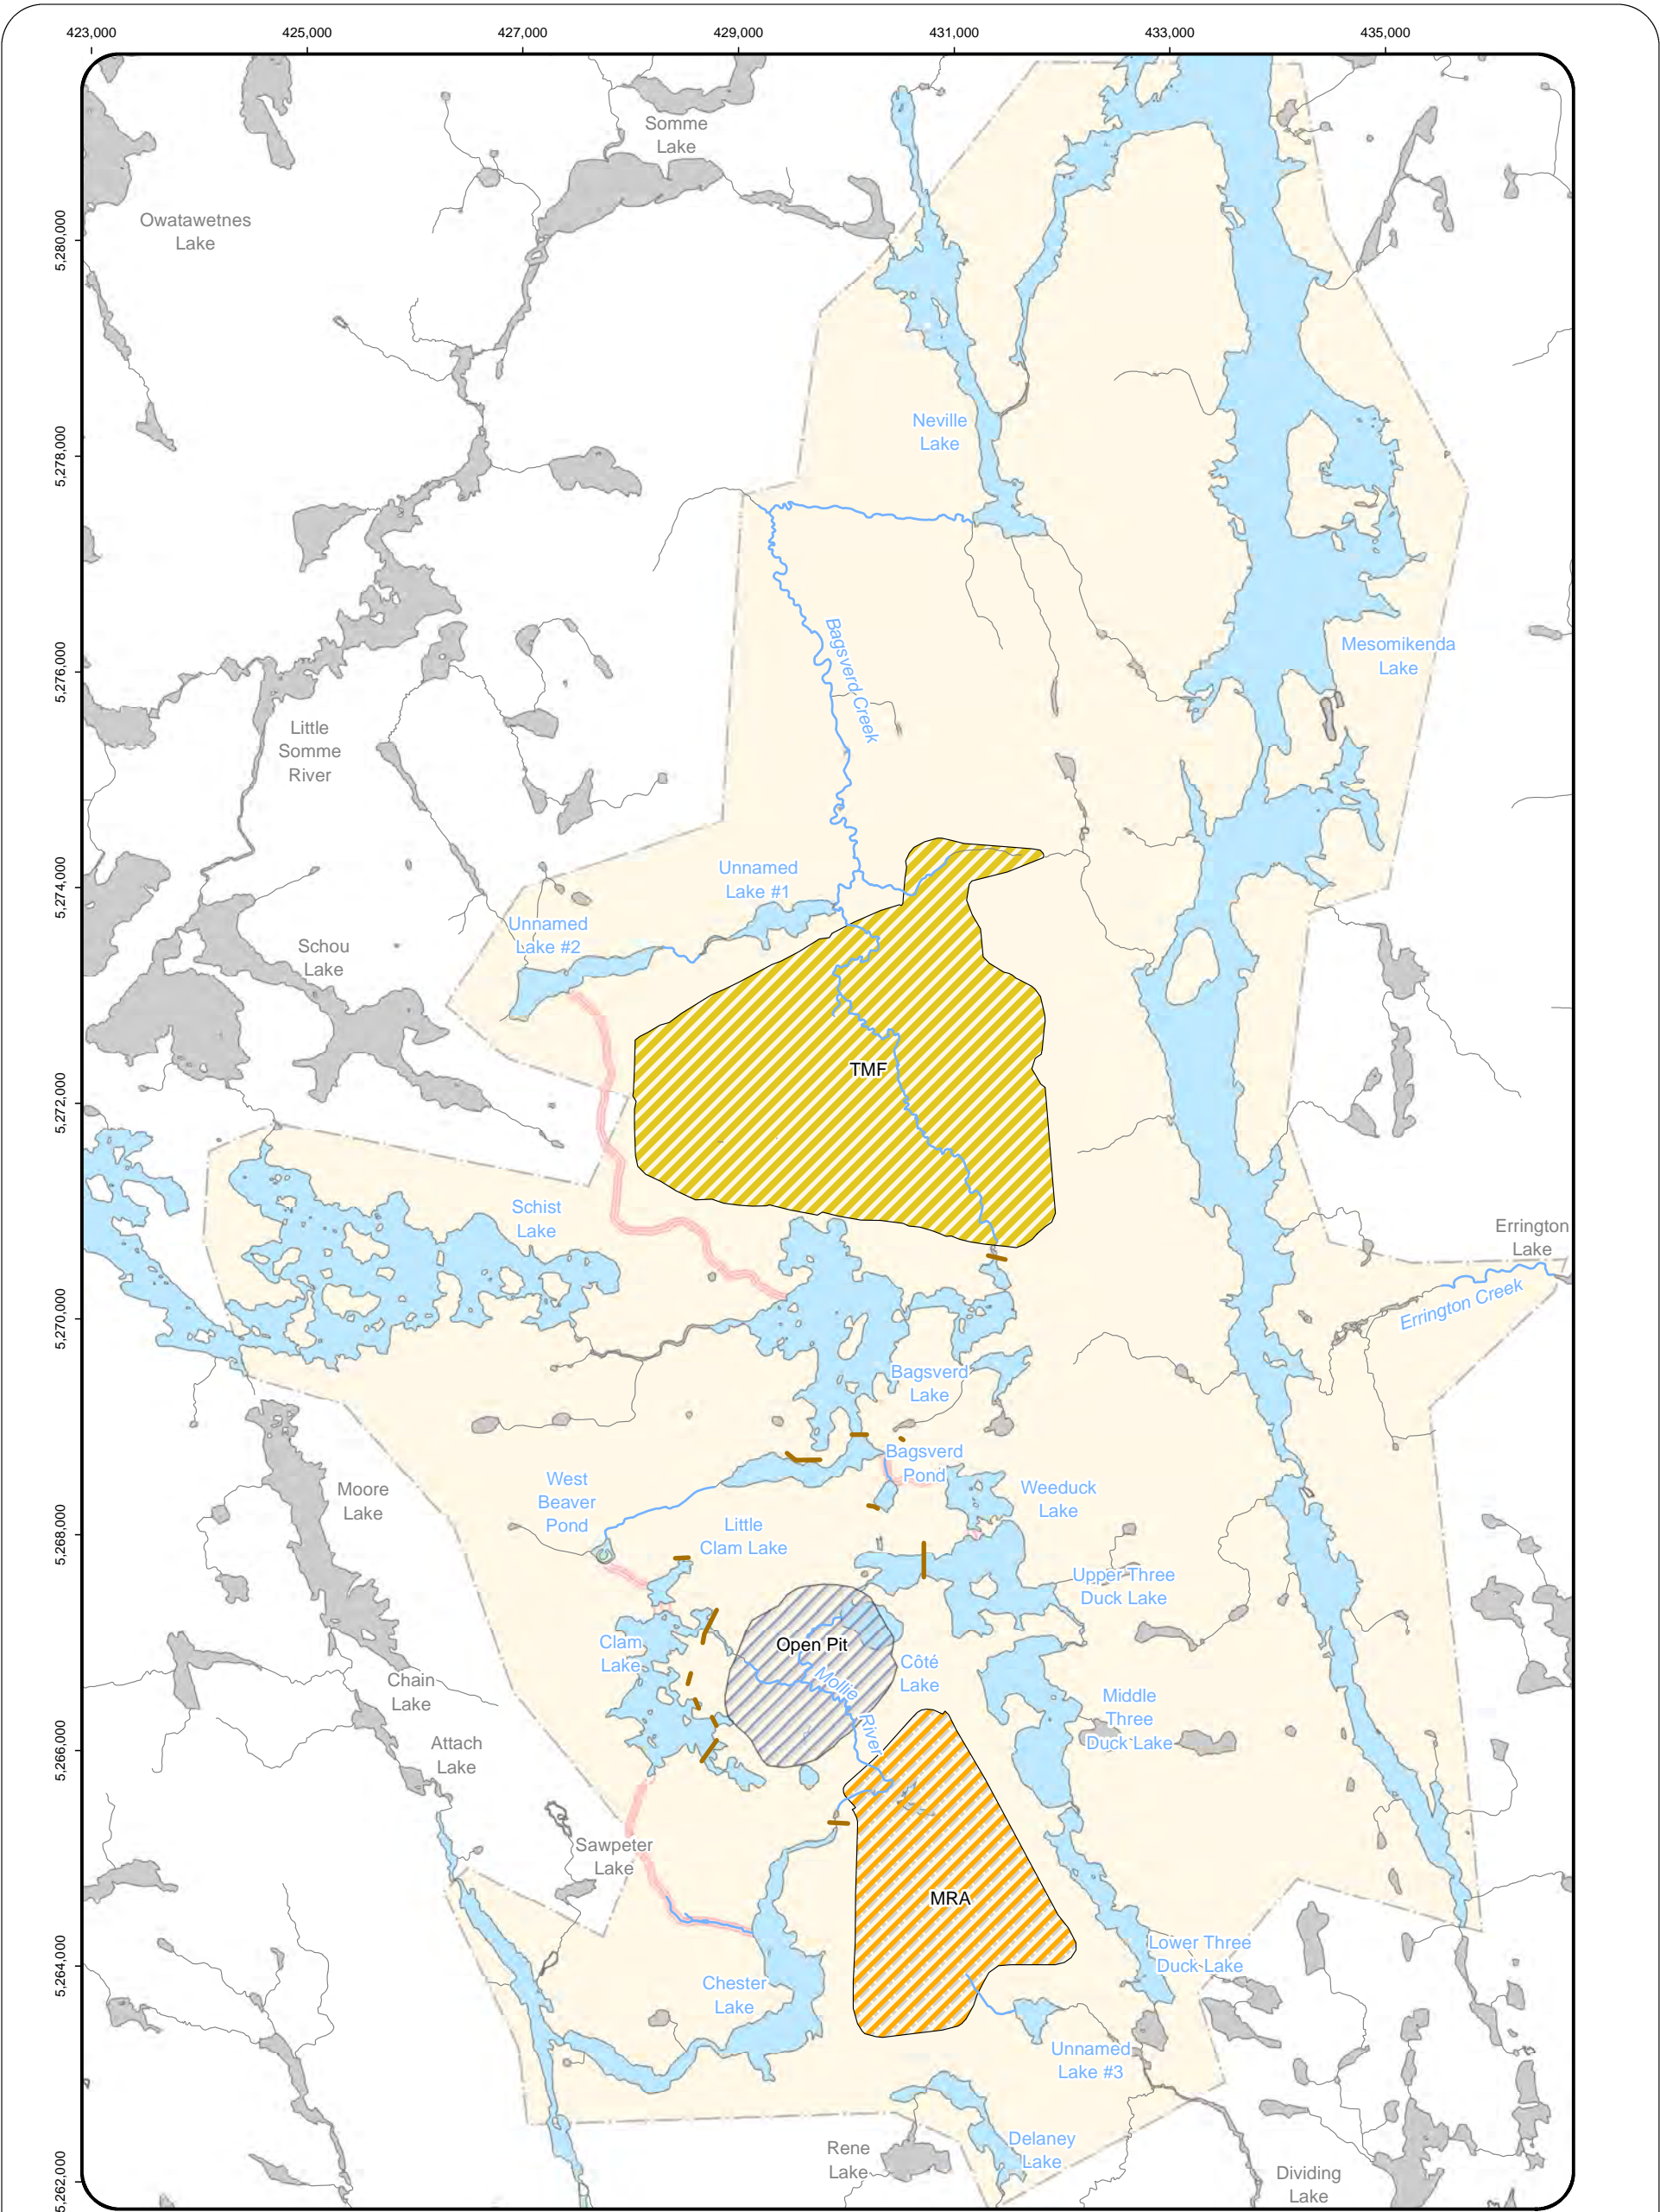 423,000
425,000
427,000
429,000
431,000
433,000
435,000
5,280,000
5,278,000
5,276,000
5,274,000
5,272,000
5,270,000
5,268,000
5,266,000
5,264,000
5,262,000
Somme
Lake
Owatawetnes
Lake
Neville
Lake
Bagsverd Creek
Mesomikenda
Lake
Little
Somme
River
Unnamed
Lake #1
Unnamed
Lake #2
Schou
Lake
TMF
Schist
Lake
Errington
Lake
Errington Creek
Bagsverd
Lake
Bagsverd
Pond
West
Beaver
Pond
Moore
Lake
Weeduck
Lake
Little
Clam Lake
Upper Three
Duck Lake
Open Pit
Clam
Lake
Côté
Lake
Mollie
River
Chain
Lake
Middle
Three
Duck Lake
Attach
Lake
Sawpeter
Lake
MRA
Lower Three
Duck Lake
Chester
Lake
Unnamed
Lake #3
Rene
Lake
Delaney
Lake
Dividing
Lake